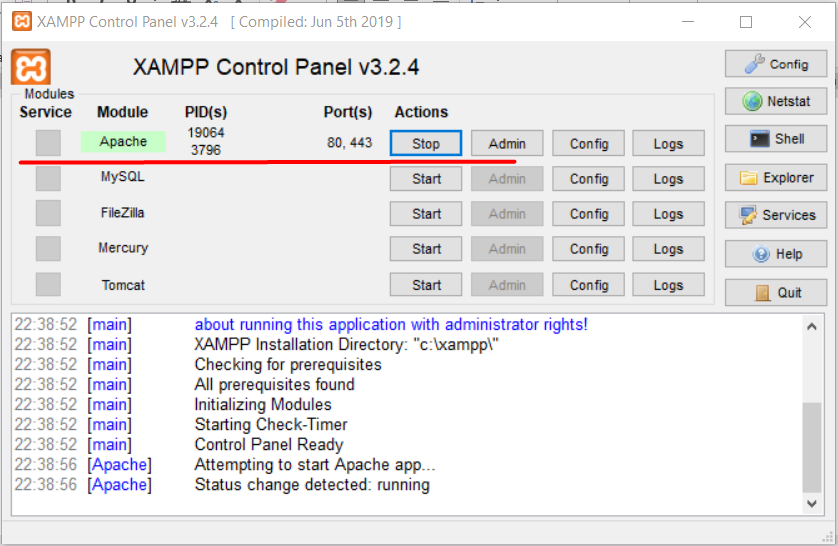 XAMPP Control Panel v3.2.4 [ Compiled: Jun 5th 2019 ]
XAMPP Control Panel v3.2.4
Config
Modules
Service Module PID(s) Port(s) Actions
Netstat
Apache 19064 3796 80, 443 Stop Admin Config Logs
Shell
MySQL Start Admin Config Logs
Explorer
FileZilla Start Admin Config Logs
Services
Mercury Start Admin Config Logs
Help
Tomcat Start Admin Config Logs
Quit
22:38:52 [main] about running this application with administrator rights!
22:38:52 [main] XAMPP Installation Directory: "c:\xampp\"
22:38:52 [main] Checking for prerequisites
22:38:52 [main] All prerequisites found
22:38:52 [main] Initializing Modules
22:38:52 [main] Starting Check-Timer
22:38:52 [main] Control Panel Ready
22:38:56 [Apache] Attempting to start Apache app...
22:38:56 [Apache] Status change detected: running